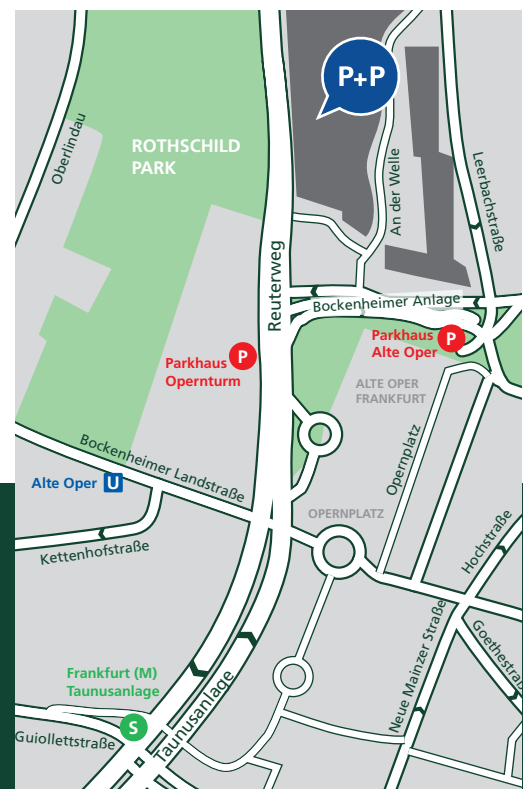 P+P
ROTHSCHILD
PARK
Oberlindau
An der Welle
Leerbachstraße
Reuterweg
Bockenheimer Anlage
Parkhaus
Alte Oper
P
Parkhaus
Opernturm
P
ALTE OPER
FRANKFURT
Bockenheimer Landstraße
Opernplatz
Alte Oper U
OPERNPLATZ
Kettenhofstraße
Hochstraße
Goethestraß
Neue Mainzer Straße
Frankfurt (M)
Taunusanlage
S
Taunusanlage
Guiollettstraße